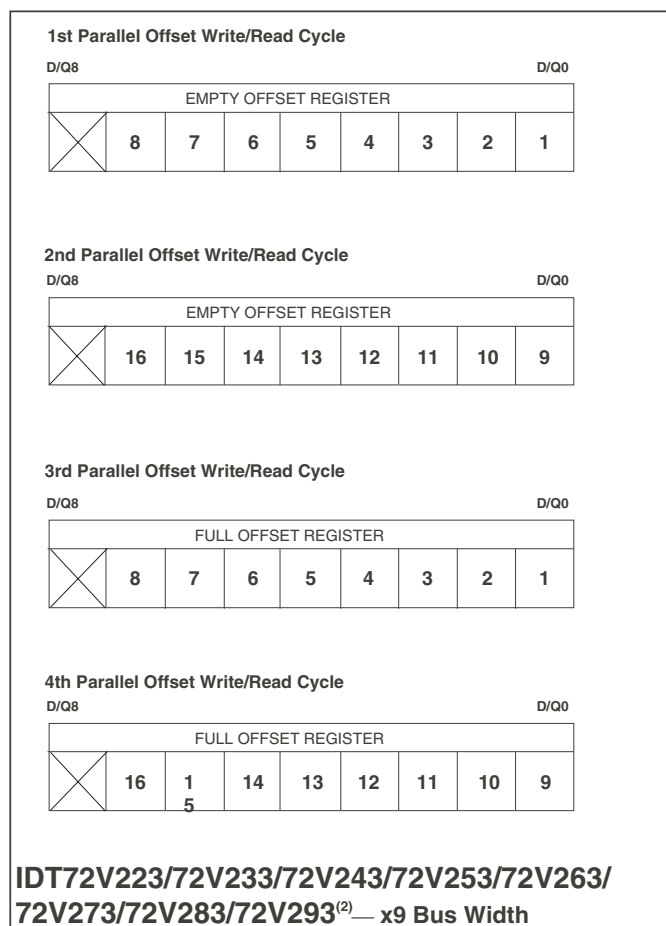 1st Parallel Offset Write/Read Cycle
D/Q8 D/Q0
EMPTY OFFSET REGISTER
8 7 6 5 4 3 2 1
2nd Parallel Offset Write/Read Cycle
D/Q8 D/Q0
EMPTY OFFSET REGISTER
16 15 14 13 12 11 10 9
3rd Parallel Offset Write/Read Cycle
D/Q8 D/Q0
FULL OFFSET REGISTER
8 7 6 5 4 3 2 1
4th Parallel Offset Write/Read Cycle
D/Q8 D/Q0
FULL OFFSET REGISTER
16 1 14 13 12 11 10 9
5
IDT72V223/72V233/72V243/72V253/72V263/
72V273/72V283/72V293(2)— x9 Bus Width